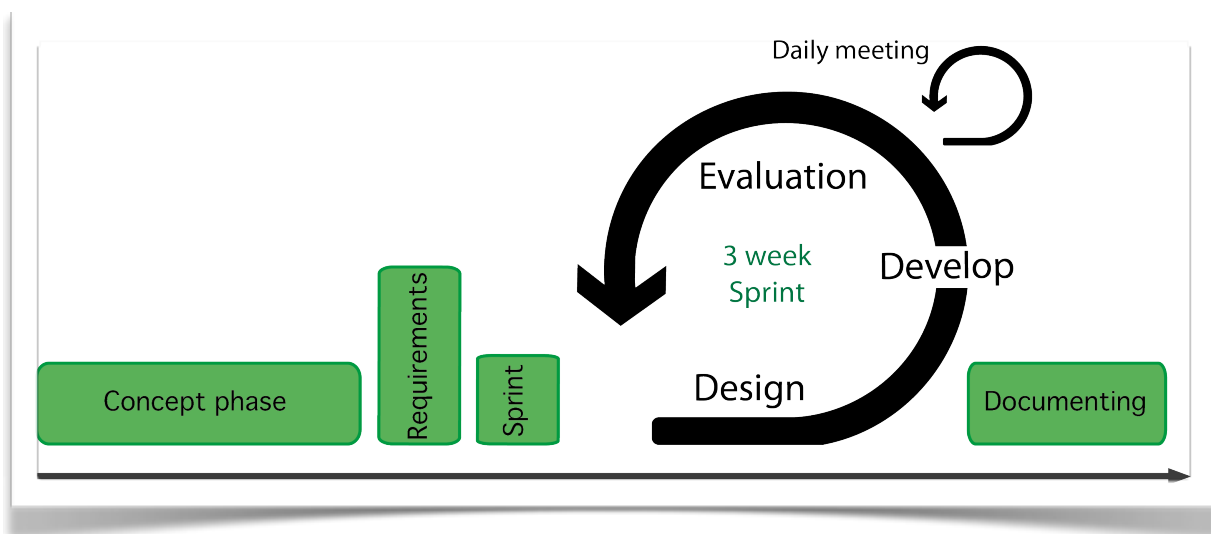 Daily meeting
Evaluation
3 week
Sprint
Develop
Design
Concept phase
Requirements
Sprint
Documenting